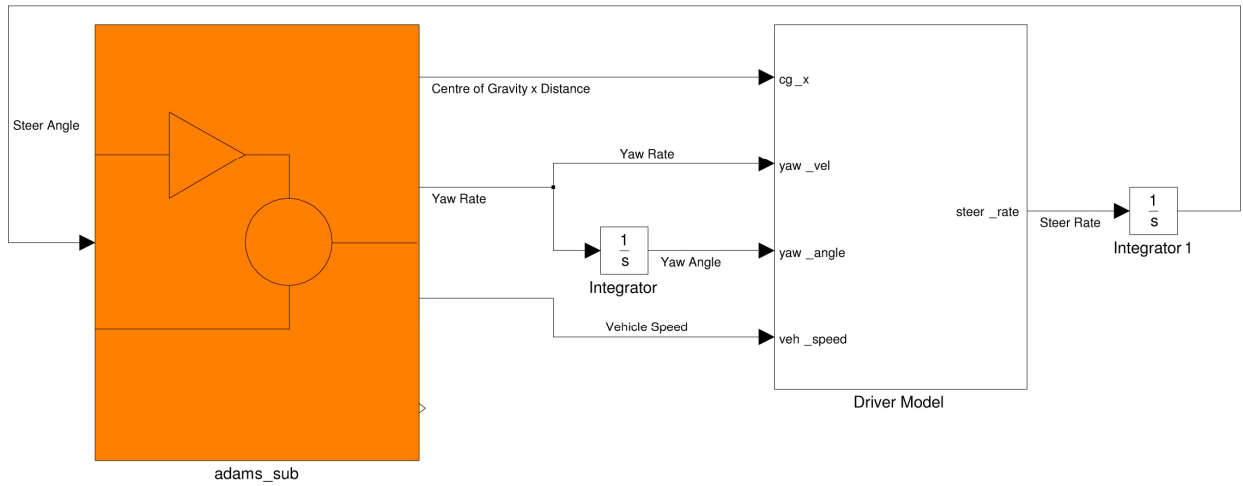 Centre of Gravity x Distance
cg _x
Steer Angle
Yaw Rate
yaw _vel
Yaw Rate
steer _rate
Steer Rate
1
s
Integrator 1
1
s
Integrator
Yaw Angle
yaw _angle
Vehicle Speed
veh _speed
Driver Model
adams_sub